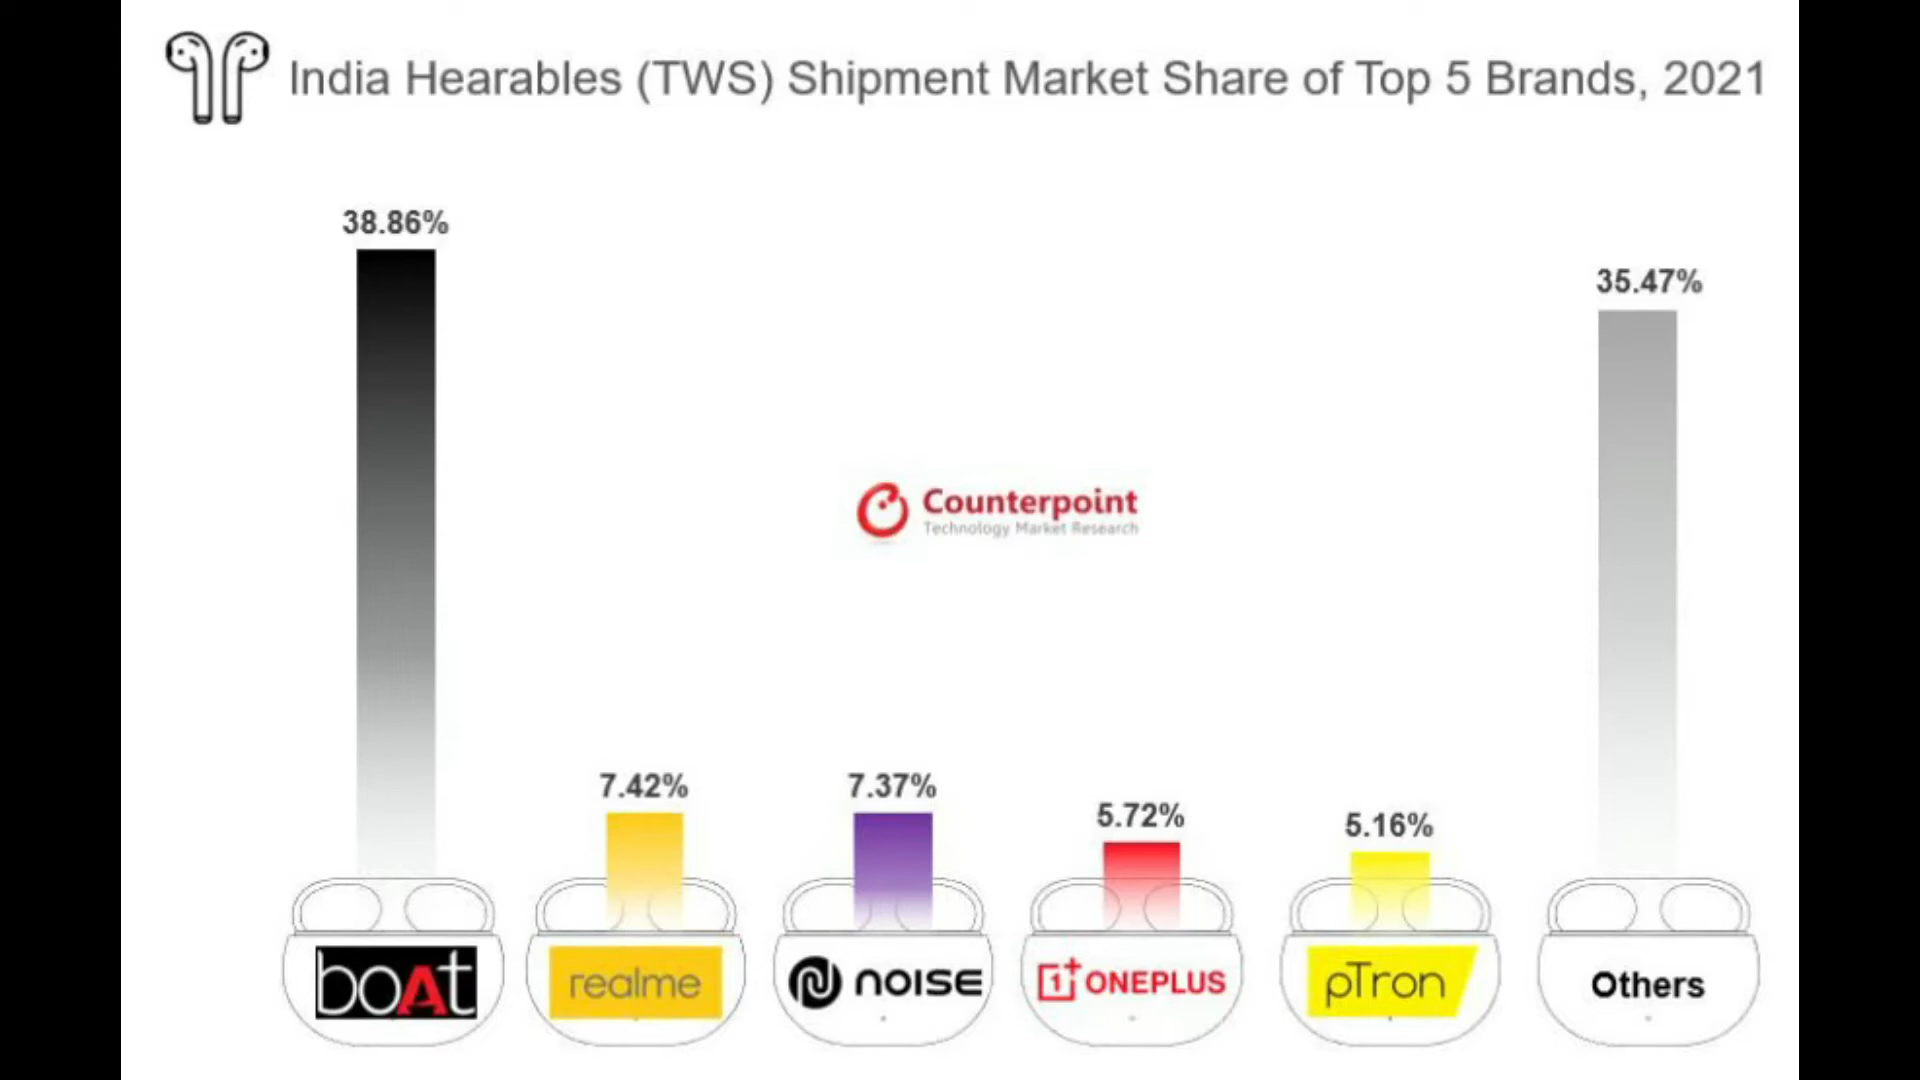 India Hearables (TWS) Shipment Market Share of Top 5 Brands, 2021
38.86%
35.47%
Counterpoint
Technology Market Research
7.42%
7.37%
5.72%
5.16%
boAt
realme
NOISE
1+ ONEPLUS
pTron
Others